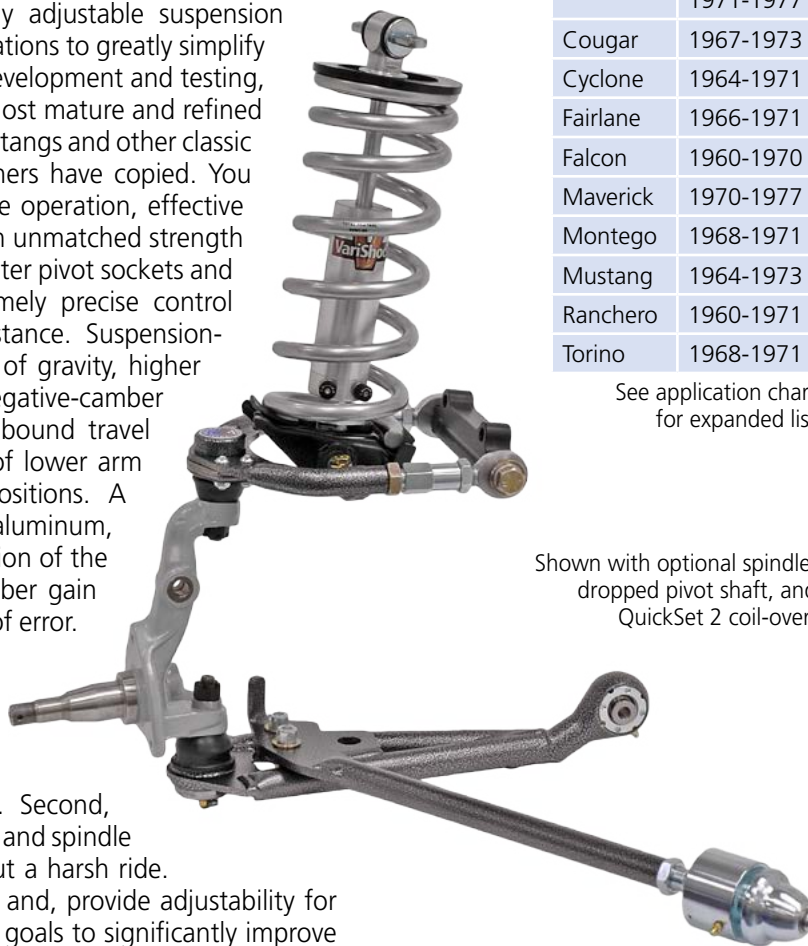 y adjustable suspension
ations to greatly simplify
evelopment and testing,
ost mature and refined
tangs and other classic
ners have copied. You
e operation, effective
n unmatched strength
ter pivot sockets and
mely precise control
stance. Suspension-
of gravity, higher
egative-camber
bound travel
of lower arm
ositions. A
aluminum,
ion of the
ber gain
of error.
. Second,
and spindle
ut a harsh ride.
and, provide adjustability for
goals to significantly improve
VariSho
1971-1977
Cougar 1967-1973
Cyclone 1964-1971
Fairlane 1966-1971
Falcon 1960-1970
Maverick 1970-1977
Montego 1968-1971
Mustang 1964-1973
Ranchero 1960-1971
Torino 1968-1971
See application char
for expanded lis
Shown with optional spindle
dropped pivot shaft, and
QuickSet 2 coil-over